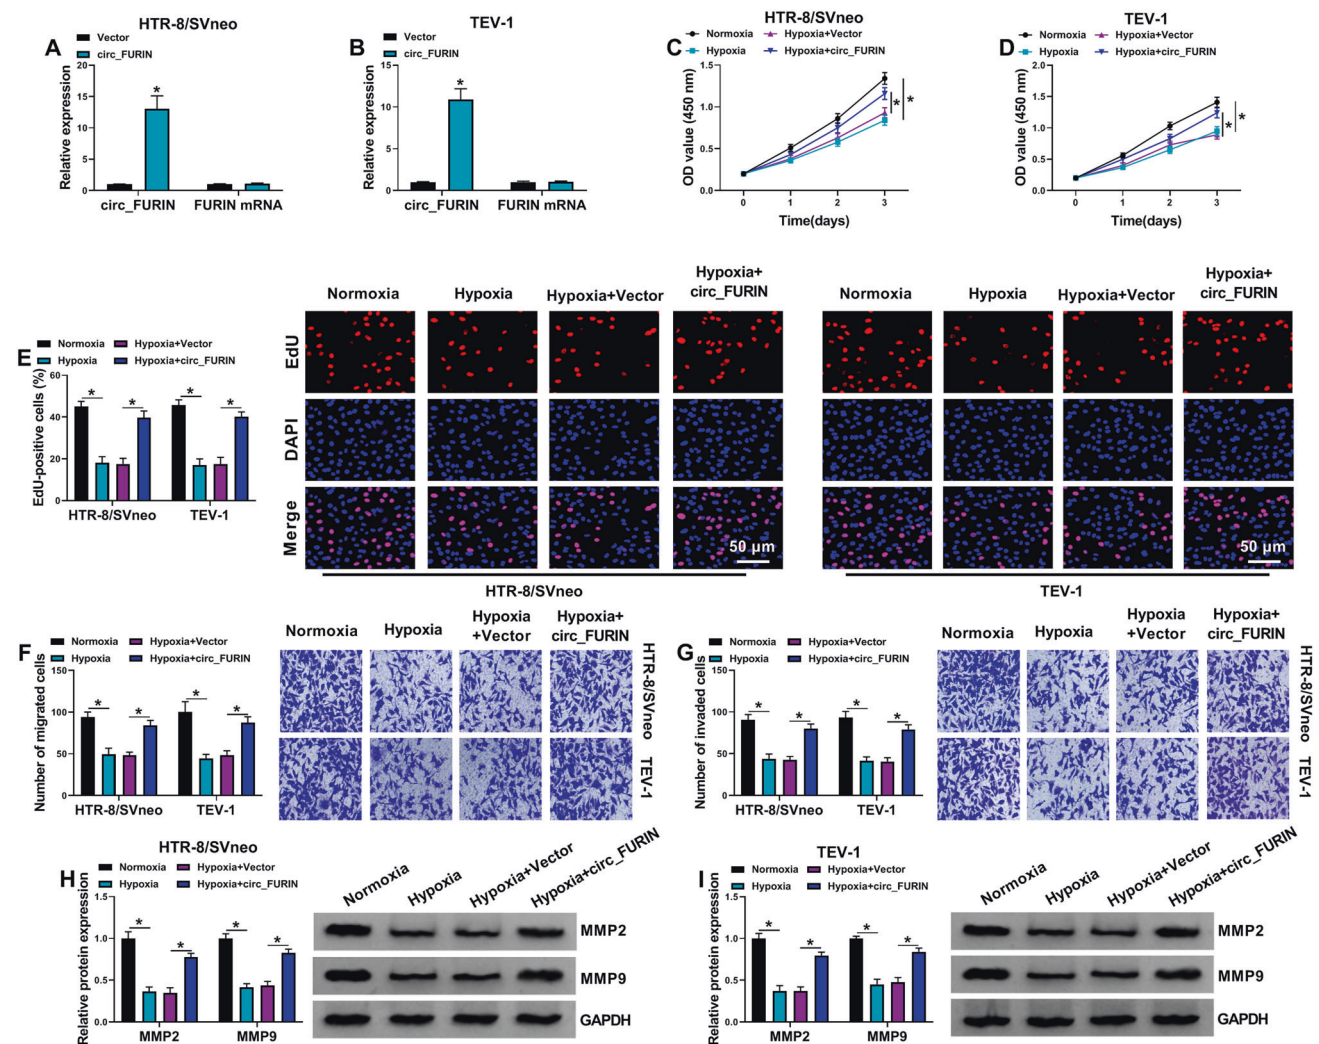 A
HTR-8/SVneo
Vector
circ_FURIN
Relative expression
15
10
5
0
*
circ_FURIN
FURIN mRNA
B
TEV-1
Vector
circ_FURIN
Relative expression
15
10
5
0
*
circ_FURIN
FURIN mRNA
C
HTR-8/SVneo
Normoxia
Hypoxia+Vector
Hypoxia
Hypoxia+circ_FURIN
OD value (450 nm)
1.5
1.0
0.5
0.0
* *
0 1 2 3
Time(days)
D
TEV-1
Normoxia
Hypoxia+Vector
Hypoxia
Hypoxia+circ_FURIN
OD value (450 nm)
2.0
1.5
1.0
0.5
0.0
* *
0 1 2 3
Time(days)
E
Normoxia
Hypoxia+Vector
Hypoxia
Hypoxia+circ_FURIN
EdU-positive cells (%)
60
40
20
0
* * * *
HTR-8/SVneo
TEV-1
Normoxia
Hypoxia
Hypoxia+Vector
Hypoxia+
circ_FURIN
Normoxia
Hypoxia
Hypoxia+Vector
Hypoxia+
circ_FURIN
EdU
DAPI
Merge
50 µm
50 µm
HTR-8/SVneo
TEV-1
F
Normoxia
Hypoxia+Vector
Hypoxia
Hypoxia+circ_FURIN
Number of migrated cells
150
100
50
0
* * * *
HTR-8/SVneo
TEV-1
Normoxia
Hypoxia
Hypoxia
+Vector
Hypoxia+
circ_FURIN
HTR-8/SVneo
TEV-1
G
Normoxia
Hypoxia+Vector
Hypoxia
Hypoxia+circ_FURIN
Number of invaded cells
150
100
50
0
* * * *
HTR-8/SVneo
TEV-1
Normoxia
Hypoxia
Hypoxia
+Vector
Hypoxia+
circ_FURIN
HTR-8/SVneo
TEV-1
H
HTR-8/SVneo
Normoxia
Hypoxia+Vector
Hypoxia
Hypoxia+circ_FURIN
Relative protein expression
1.5
1.0
0.5
0.0
* * * *
MMP2
MMP9
Normoxia
Hypoxia
Hypoxia+Vector
Hypoxia+circ_FURIN
MMP2
MMP9
GAPDH
I
TEV-1
Normoxia
Hypoxia+Vector
Hypoxia
Hypoxia+circ_FURIN
Relative protein expression
1.5
1.0
0.5
0.0
* * * *
MMP2
MMP9
Normoxia
Hypoxia
Hypoxia+Vector
Hypoxia+circ_FURIN
MMP2
MMP9
GAPDH